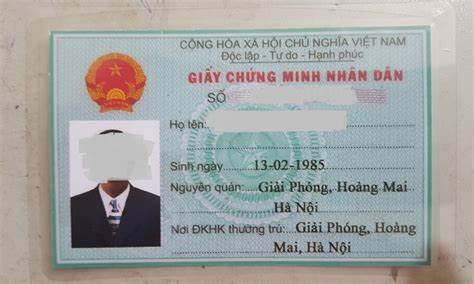 CỘNG HÒA XÃ HỘI CHỦ NGHĨA VIỆT NAM
Độc lập - Tự do - Hạnh phúc
GIẤY CHỨNG MINH NHÂN DÂN
SỐ
Họ tên:
Sinh ngày 13-02-1985
Nguyên quán: Giải Phóng, Hoàng Mai
Hà Nội
Nơi ĐKHK thường trú: Giải Phóng, Hoàng
Mai, Hà Nội
VIỆT NAM